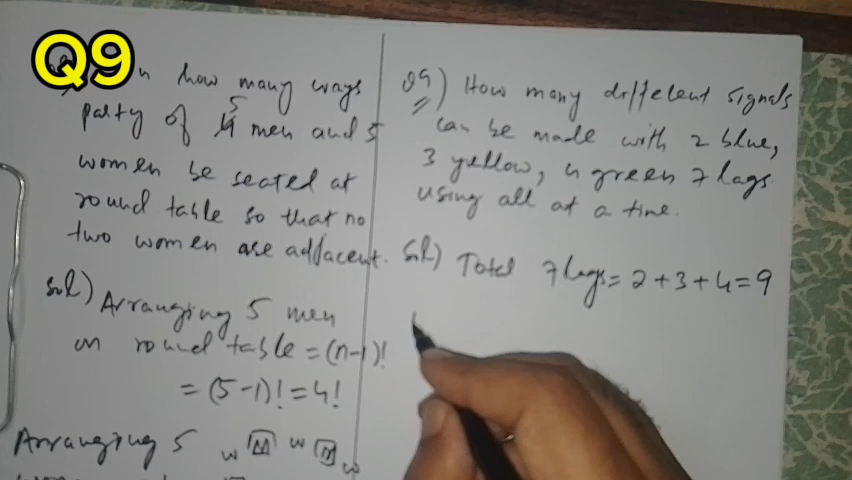 Q9
n how many ways
party of 5 men and 5
women be seated at
round table so that no
two women are adjacent.
Sol) Arranging 5 men
on round table = (n-1)!
= (5-1)! = 4!
Arranging 5 W M W M W
Q9) How many different signals
can be made with 2 blue,
3 yellow, 4 green flags
using all at a time.
Sol) Total flags = 2+3+4=9